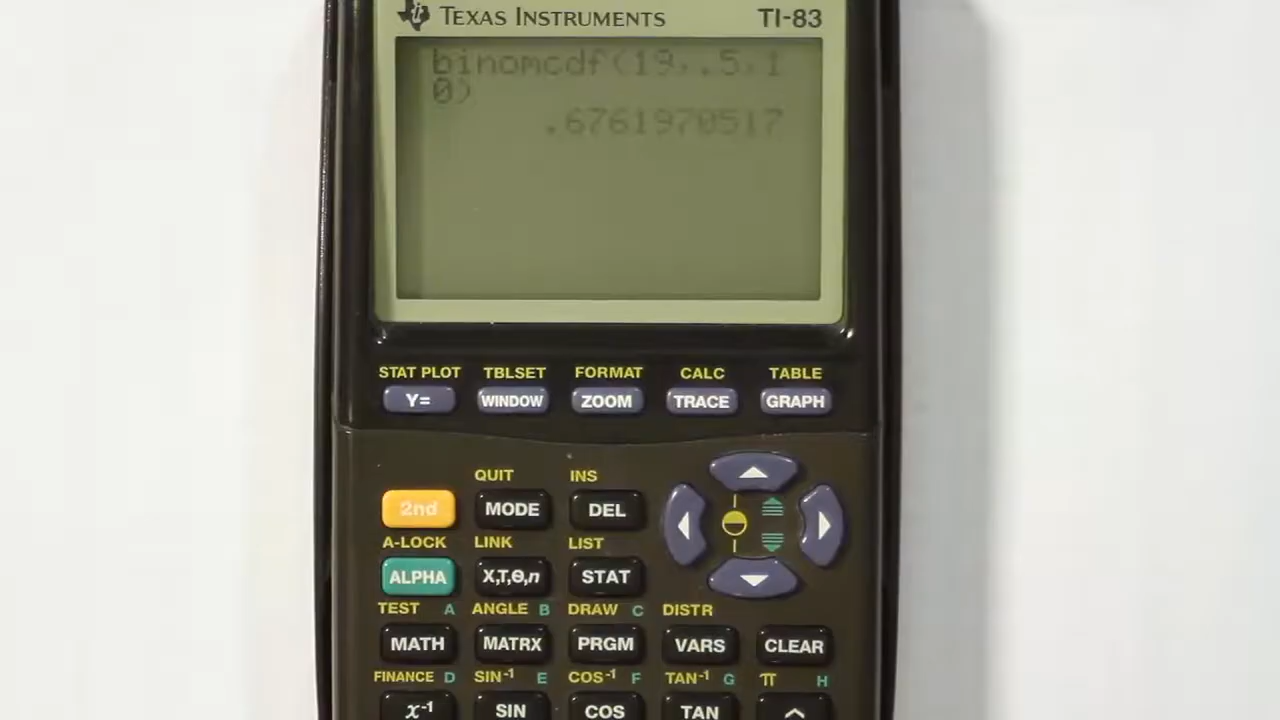 TEXAS INSTRUMENTS TI-83
binomcdf(19,.5,1
0)
.6761970517
STAT PLOT TBLSET FORMAT CALC TABLE
Y= WINDOW ZOOM TRACE GRAPH
QUIT INS
2nd MODE DEL
A-LOCK LINK LIST
ALPHA X,T,Θ,n STAT
TEST A ANGLE B DRAW C DISTR
MATH MATRX PRGM VARS CLEAR
FINANCE D SIN⁻¹ E COS⁻¹ F TAN⁻¹ G π H
x⁻¹ SIN COS TAN ^